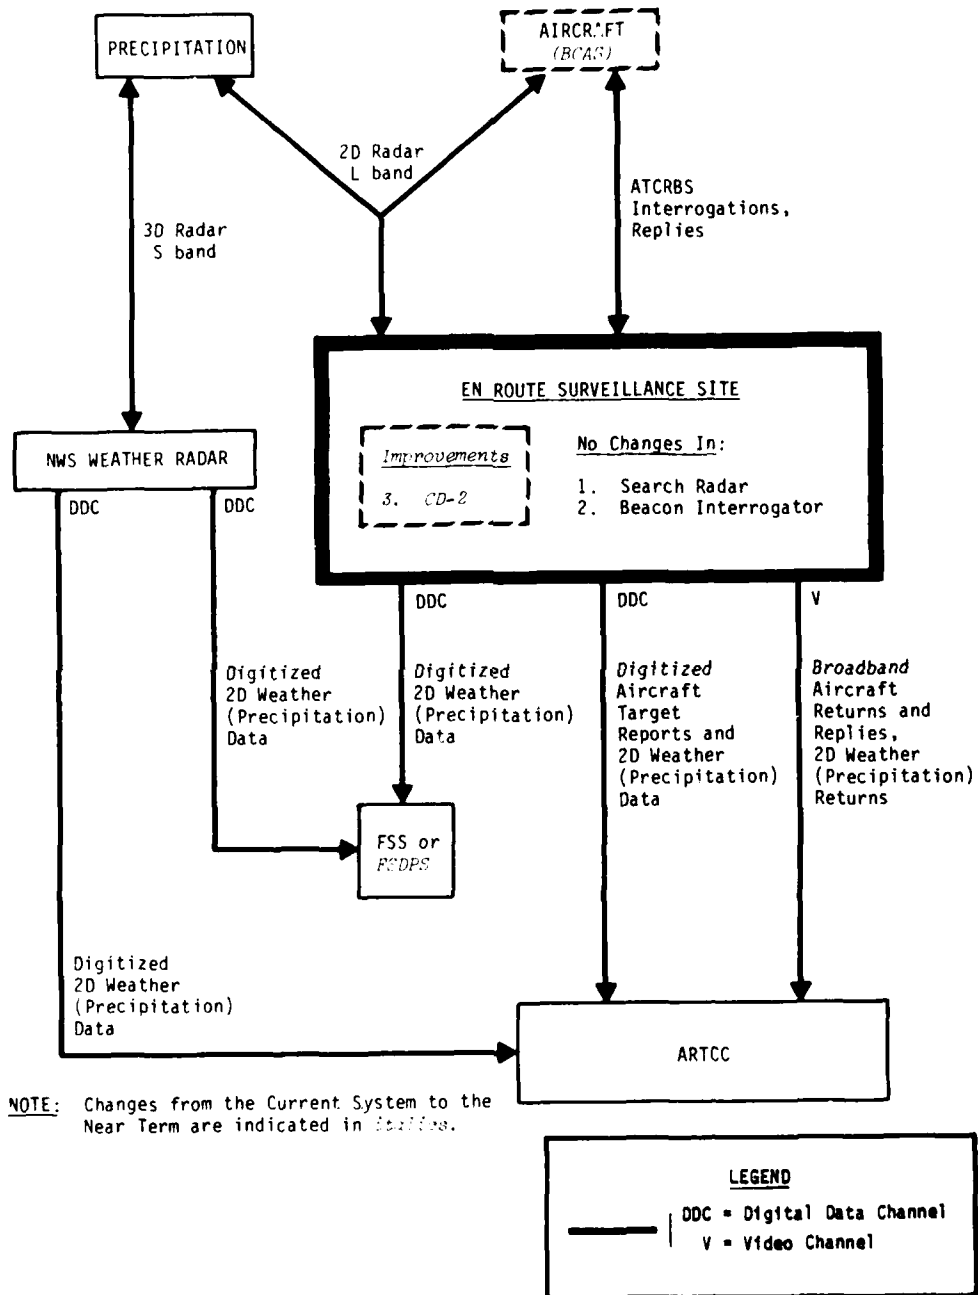 PRECIPITATION
AIRCRAFT
(BCAS)
2D Radar
L band
ATCRBS
Interrogations,
Replies
3D Radar
S band
EN ROUTE SURVEILLANCE SITE
Improvements
3. CD-2
No Changes In:
1. Search Radar
2. Beacon Interrogator
NWS WEATHER RADAR
DDC
DDC
DDC
DDC
V
Digitized
2D Weather
(Precipitation)
Data
Digitized
2D Weather
(Precipitation)
Data
Digitized
Aircraft
Target
Reports and
2D Weather
(Precipitation)
Data
Broadband
Aircraft
Returns and
Replies,
2D Weather
(Precipitation)
Returns
FSS or
FSDPS
Digitized
2D Weather
(Precipitation)
Data
ARTCC
NOTE: Changes from the Current System to the
Near Term are indicated in italics.
LEGEND
DDC = Digital Data Channel
V = Video Channel